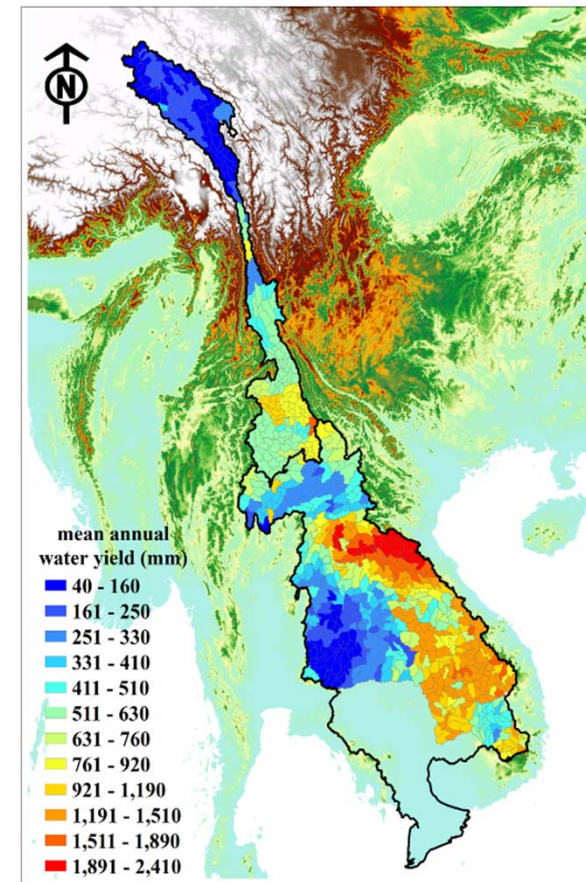 N
mean annual
water yield (mm)
40 - 160
161 - 250
251 - 330
331 - 410
411 - 510
511 - 630
631 - 760
761 - 920
921 - 1,190
1,191 - 1,510
1,511 - 1,890
1,891 - 2,410